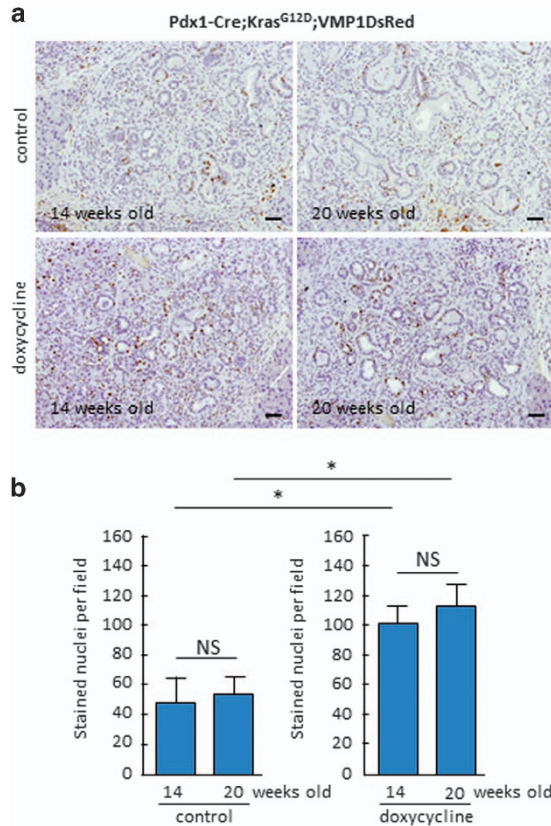 a
Pdx1-Cre;Kras^G12D;VMP1DsRed
control
14 weeks old
20 weeks old
doxycycline
14 weeks old
20 weeks old
b
*
*
Stained nuclei per field
160
140
120
100
80
60
40
20
0
NS
14 20 weeks old
control
Stained nuclei per field
160
140
120
100
80
60
40
20
0
NS
14 20 weeks old
doxycycline